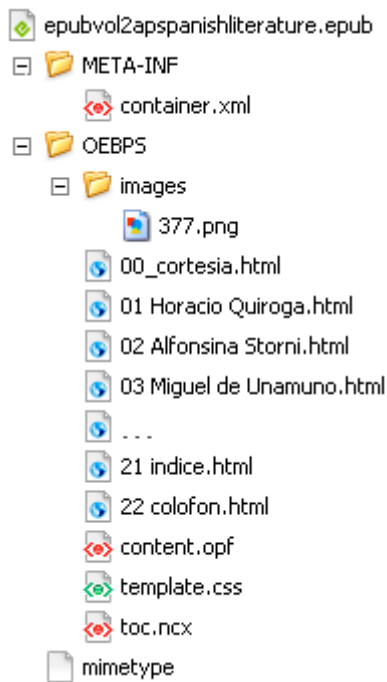 epubvol2apspanishliterature.epub
META-INF
container.xml
OEBPS
images
377.png
00_cortesia.html
01 Horacio Quiroga.html
02 Alfonsina Storni.html
03 Miguel de Unamuno.html
. . .
21 indice.html
22 colofon.html
content.opf
template.css
toc.ncx
mimetype